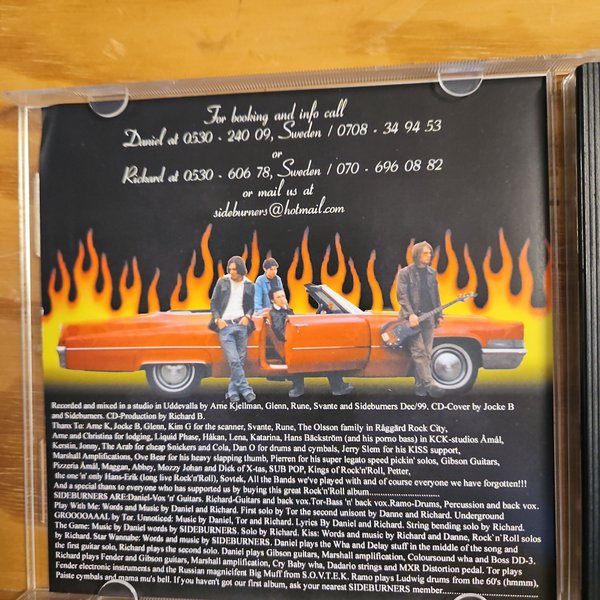 For booking and info call
Daniel at 0530 - 240 09, Sweden / 0708 - 34 94 53
or
Richard at 0530 - 606 78, Sweden / 070 - 696 08 82
or mail us at
sideburners@hotmail.com
Recorded and mixed in a studio in Uddevalla by Arne Kjellman, Glenn, Rune, Svante and Sideburners Dec/99. CD-Cover by Jocke B
and Sideburners. CD-Production by Richard B.
Thanx To: Arne K, Jocke B, Glenn, Kim G for the scanner, Svante, Rune, The Olsson family in Råggärd Rock City,
Arne and Christina for lodging, Liquid Phase, Håkan, Lena, Katarina, Hans Bäckström (and his porno bass) in KCK-studios Åmål,
Kerstin, Jonny, The Arab for cheap Snickers and Cola, Dan O for drums and cymbals, Jerry Slem for his KISS support,
Marshall Amplifications, Ove Bear for his heavy slapping thumb, Pierren for his super legato speed pickin' solos, Gibson Guitars,
Pizzeria Åmål, Maggan, Abbey, Mozzy Johan and Dick of X-tas, SUB POP, Kings of Rock'n'Roll, Petter,
the one 'n' only Hans-Erik (long live Rock'n'Roll), Sovtek, All the Bands we've played with and of course everyone we have forgotten!!!
And a special thanx to everyone who has supported us by buying this great Rock'n'Roll album..............................
SIDEBURNERS ARE:Daniel-Vox 'n' Guitars. Richard-Guitars and back vox.Tor-Bass 'n' back vox.Ramo-Drums, Percussion and back vox.
Play With Me: Words and Music by Daniel and Richard. First solo by Tor the second unisont by Danne and Richard. Underground
GROOOOAAAL by Tor. Unnoticed: Music by Daniel, Tor and Richard. Lyrics By Daniel and Richard. String bending solo by Richard.
The Game: Music by Daniel words by SIDEBURNERS. Solo by Richard. Kiss: Words and music by Richard and Danne, Rock'n'Roll solos
by Richard. Star Wannabe: Words and music by SIDEBURNERS. Daniel plays the Wha and Delay stuff in the middle of the song and
the first guitar solo, Richard plays the second solo. Daniel plays Gibson guitars, Marshall amplification, Coloursound wha and Boss DD-3.
Richard plays Fender and Gibson guitars, Marshall amplification, Cry Baby wha, Dadario strings and MXR Distortion pedal. Tor plays
Fender electronic instruments and the Russian magnicifent Big Muff from S.O.V.T.E.K. Ramo plays Ludwig drums from the 60's (hmmm),
Paiste cymbals and mama mu's bell. If you haven't got our first album, ask your nearest SIDEBURNERS member....................